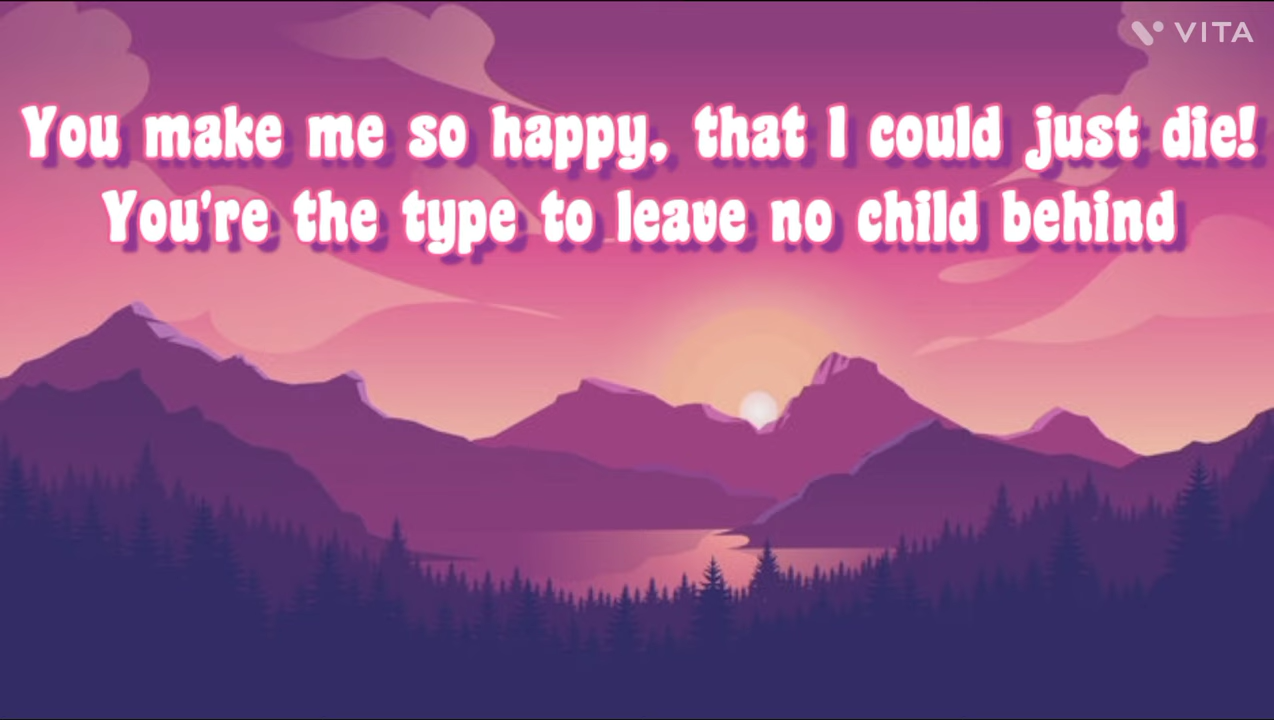 VITA
You make me so happy, that I could just die!
You're the type to leave no child behind